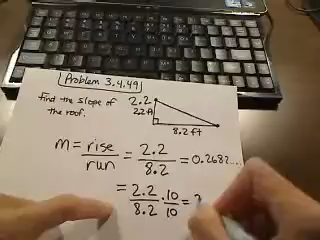 Problem 3.4.49
Find the slope of
the roof.
2.2
2.2 ft
8.2 ft
m = rise/run = 2.2/8.2 = 0.2682...
= 2.2/8.2 · 10/10 = 2